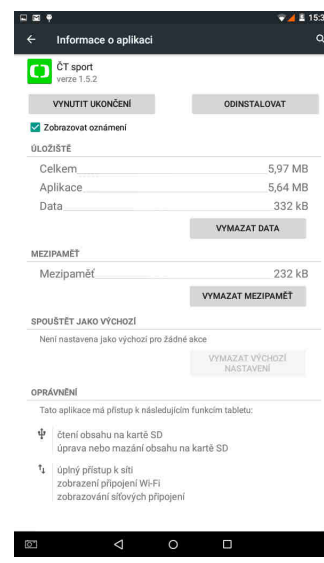 15:3
Informace o aplikaci
ČT sport
verze 1.5.2
VYNUTIT UKONČENÍ
ODINSTALOVAT
Zobrazovat oznámení
ÚLOŽIŠTĚ
Celkem 5,97 MB
Aplikace 5,64 MB
Data 332 kB
VYMAZAT DATA
MEZIPAMĚŤ
Mezipaměť 232 kB
VYMAZAT MEZIPAMĚŤ
SPOUŠTĚT JAKO VÝCHOZÍ
Není nastavena jako výchozí pro žádné akce
VYMAZAT VÝCHOZÍ
NASTAVENÍ
OPRÁVNĚNÍ
Tato aplikace má přístup k následujícím funkcím tabletu:
čtení obsahu na kartě SD
úprava nebo mazání obsahu na kartě SD
úplný přístup k síti
zobrazení připojení Wi-Fi
zobrazování síťových připojení